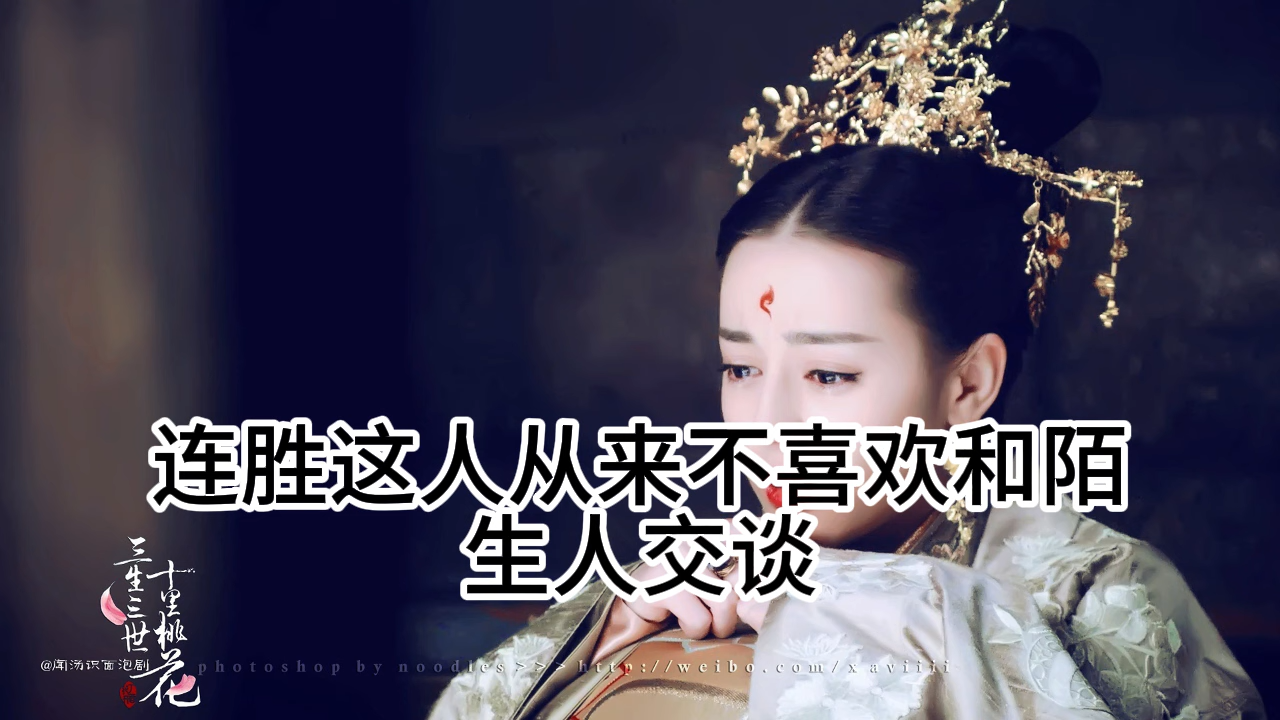 连胜这人从来不喜欢和陌
生人交谈
三生三世
十里桃花
@闻汤识面泡剧
photoshop by noodles>>>http://weibo.com/xaviiii